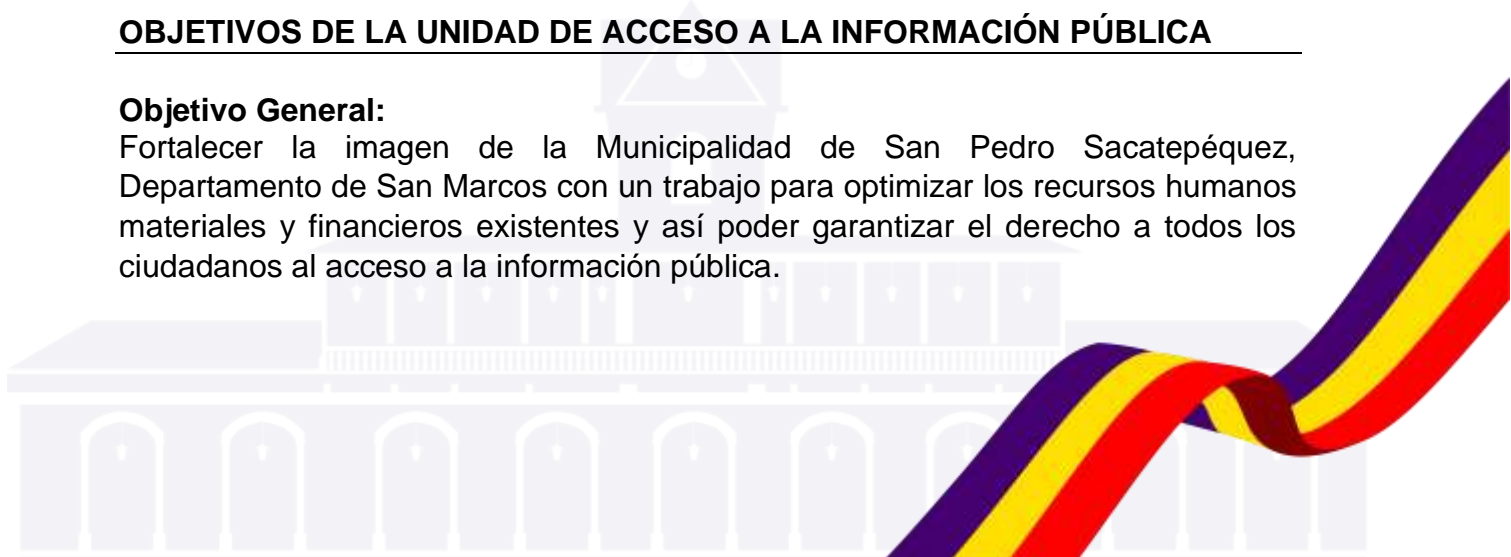 OBJETIVOS DE LA UNIDAD DE ACCESO A LA INFORMACIÓN PÚBLICA
Objetivo General:
Fortalecer la imagen de la Municipalidad de San Pedro Sacatepéquez,
Departamento de San Marcos con un trabajo para optimizar los recursos humanos
materiales y financieros existentes y así poder garantizar el derecho a todos los
ciudadanos al acceso a la información pública.